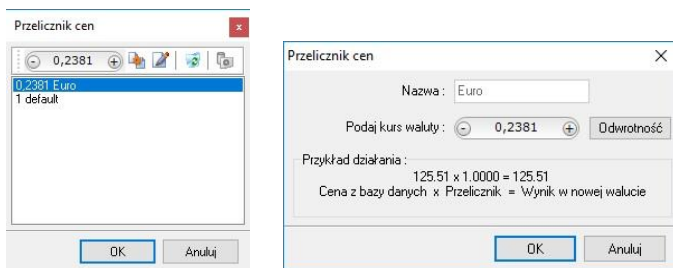 Przelicznik cen
x
0,2381
0,2381 Euro
1 default
OK
Anuluj
Przelicznik cen
Nazwa :
Euro
Podaj kurs waluty :
0,2381
Odwrotność
Przykład działania :
125.51 x 1.0000 = 125.51
Cena z bazy danych x Przelicznik = Wynik w nowej walucie
OK
Anuluj